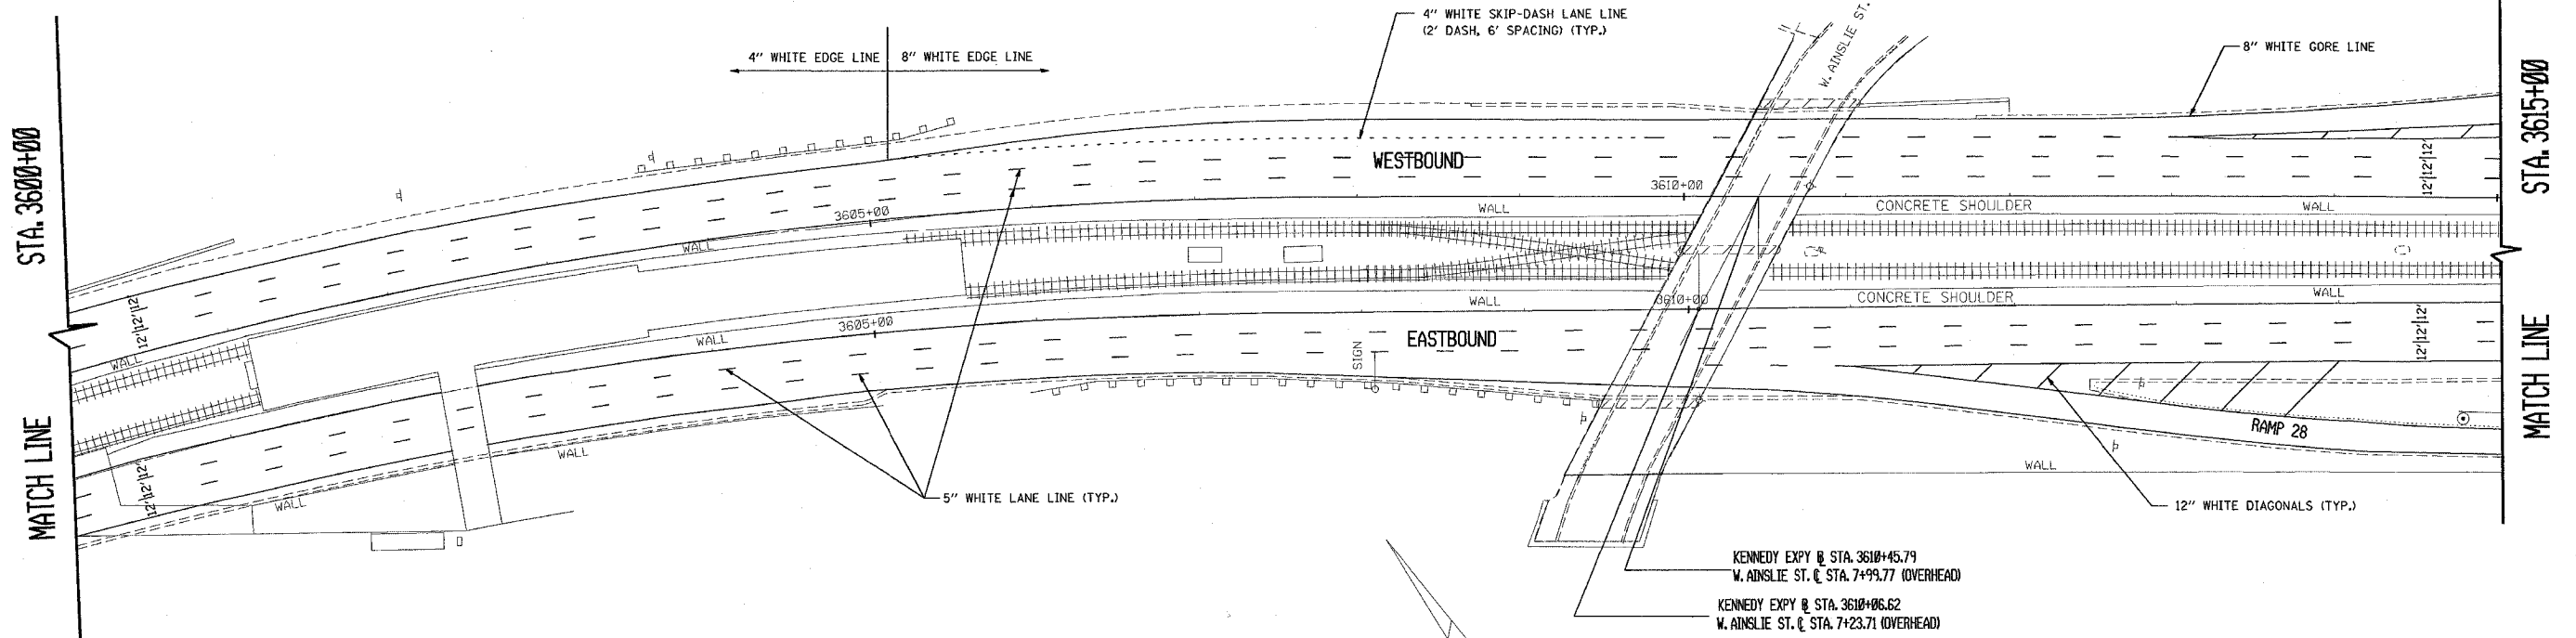 4" WHITE SKIP-DASH LANE LINE
(2' DASH, 6' SPACING) (TYP.)
W. AINSLIE ST.
4" WHITE EDGE LINE
8" WHITE EDGE LINE
8" WHITE GORE LINE
STA. 3600+00
STA. 3615+00
WESTBOUND
12'
12'
12'
3605+00
3610+00
WALL
WALL
CONCRETE SHOULDER
WALL
12'
12'
12'
WALL
WALL
3610+00
CONCRETE SHOULDER
WALL
3605+00
WALL
EASTBOUND
SIGN
12'
12'
12'
WALL
MATCH LINE
MATCH LINE
RAMP 28
12'
12'
12'
WALL
WALL
WALL
5" WHITE LANE LINE (TYP.)
12" WHITE DIAGONALS (TYP.)
KENNEDY EXPY B STA. 3610+45.79
W. AINSLIE ST. ℄ STA. 7+99.77 (OVERHEAD)
KENNEDY EXPY B STA. 3610+06.62
W. AINSLIE ST. ℄ STA. 7+23.71 (OVERHEAD)